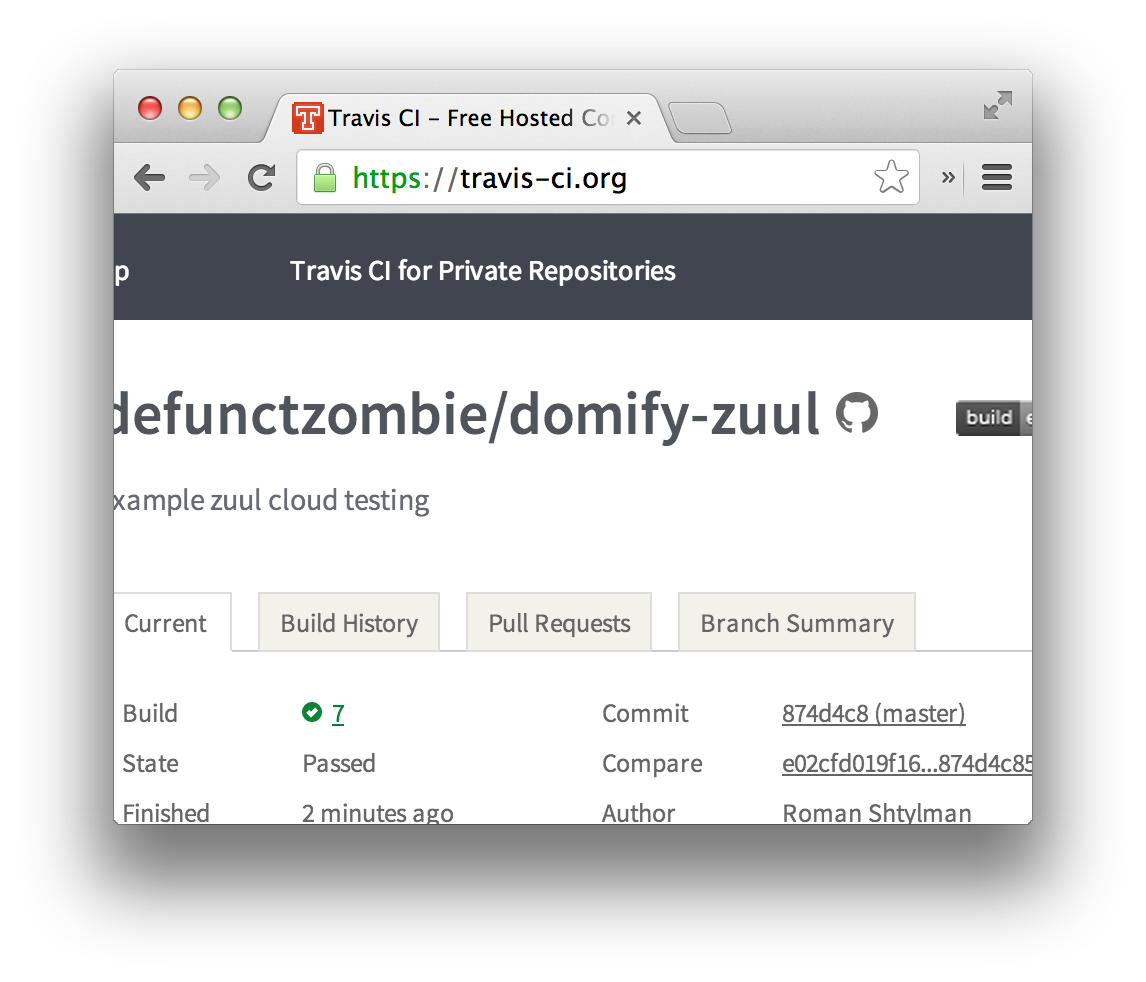 Travis CI – Free Hosted Co
https://travis-ci.org
p
Travis CI for Private Repositories
defunctzombie/domify-zuul
build e
xample zuul cloud testing
Current Build History Pull Requests Branch Summary
Build 7 Commit 874d4c8 (master)
State Passed Compare e02cfd019f16...874d4c85
Finished 2 minutes ago Author Roman Shtylman